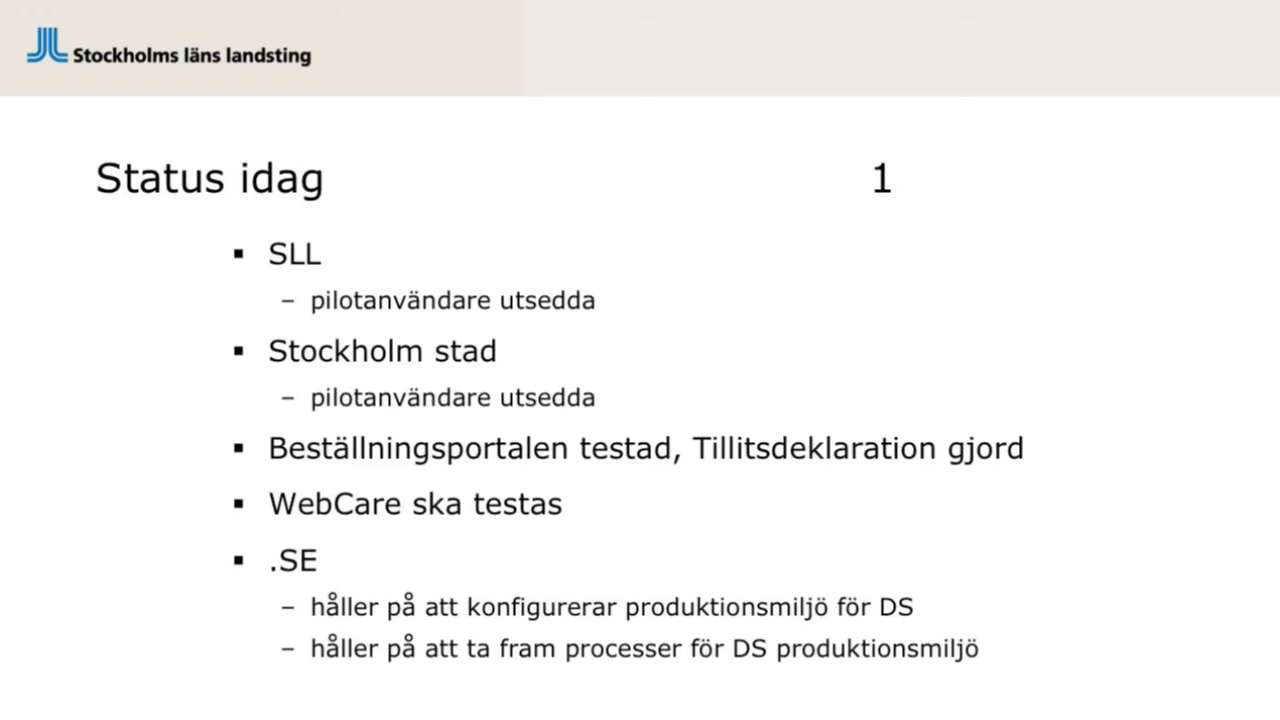 Stockholms läns landsting
Status idag 1
▪ SLL
– pilotanvändare utsedda
▪ Stockholm stad
– pilotanvändare utsedda
▪ Beställningsportalen testad, Tillitsdeklaration gjord
▪ WebCare ska testas
▪ .SE
– håller på att konfigurerar produktionsmiljö för DS
– håller på att ta fram processer för DS produktionsmiljö